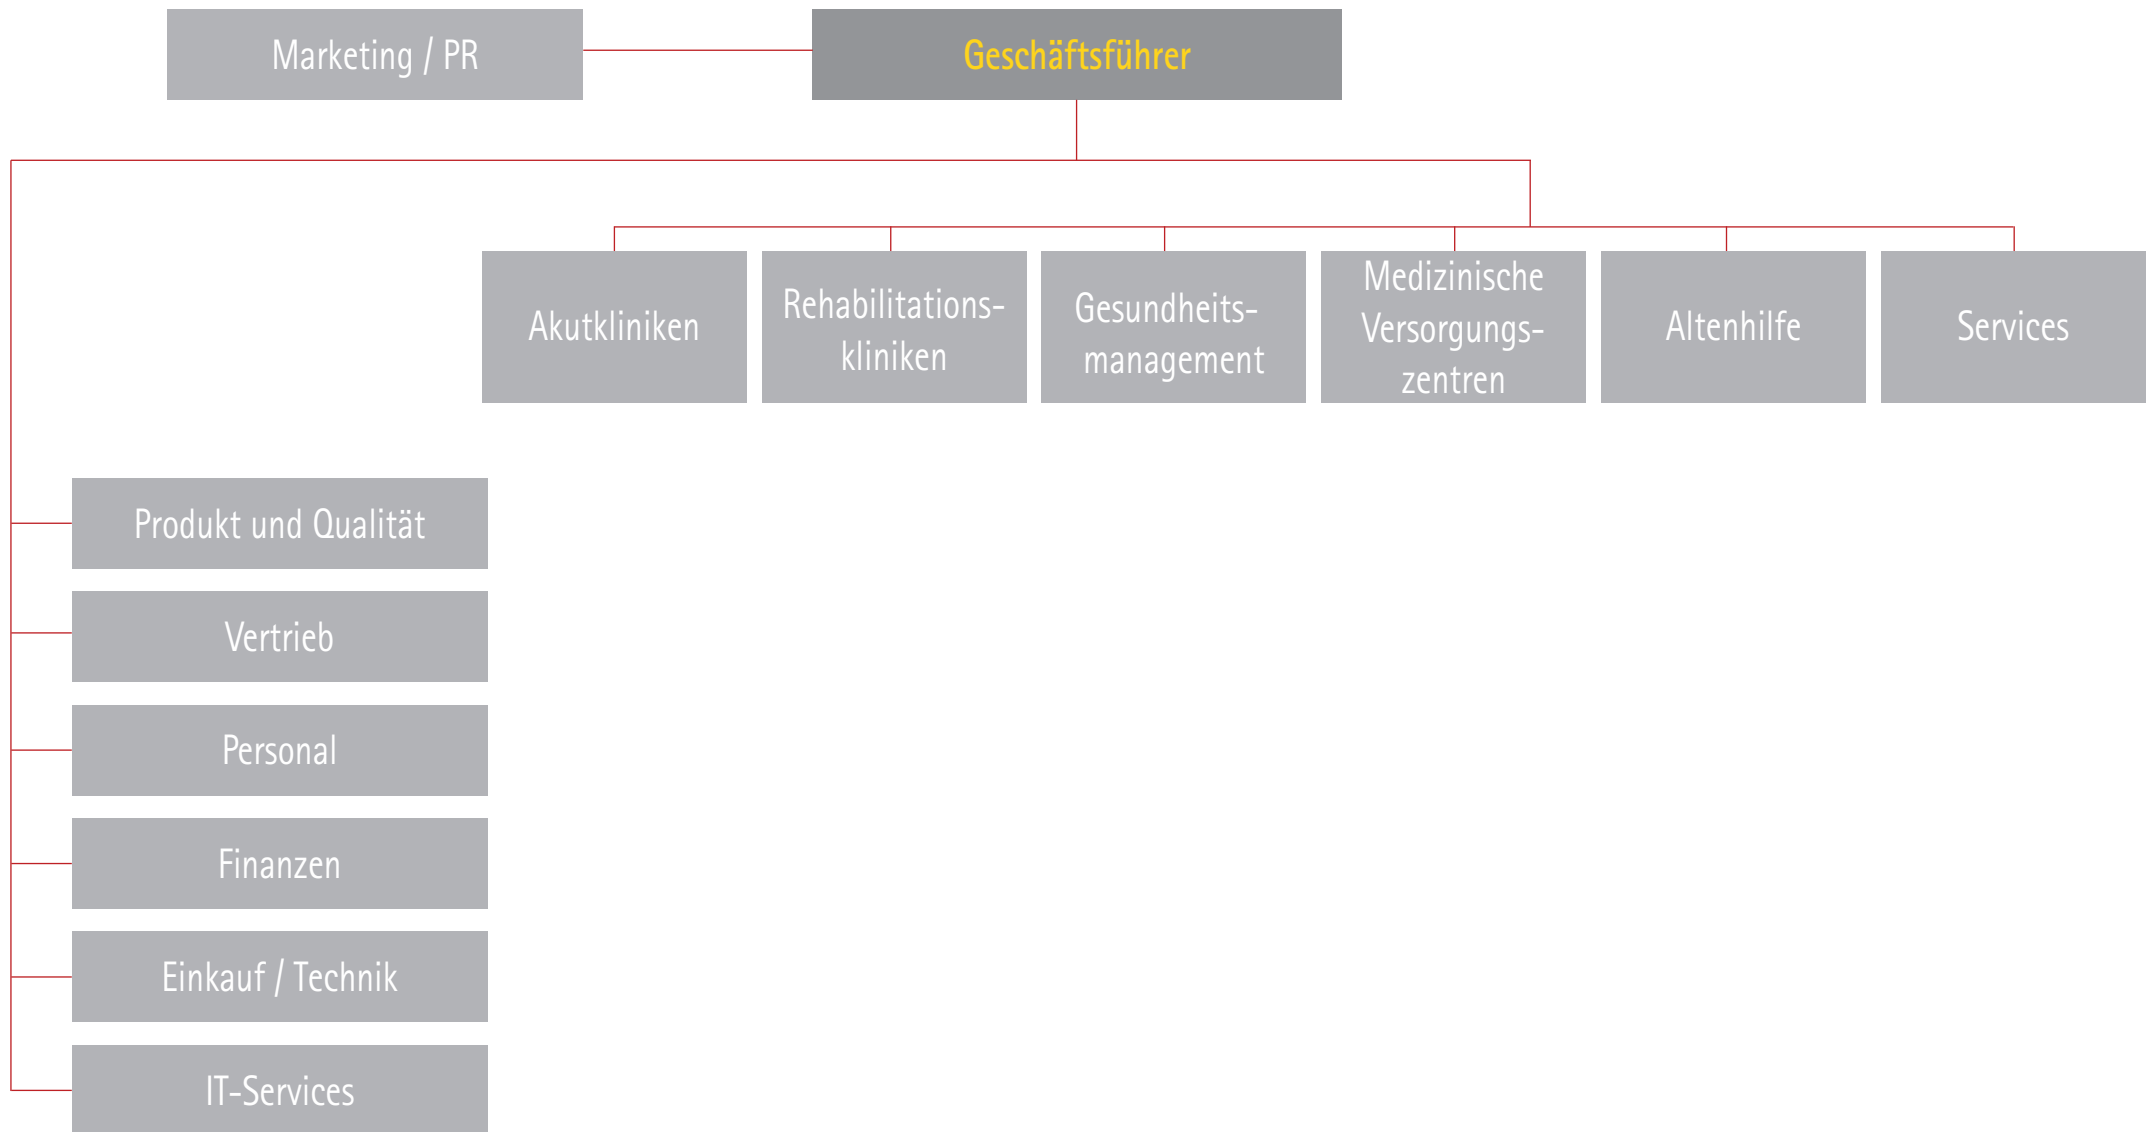 Marketing / PR
Geschäftsführer
Akutkliniken
Rehabilitations-
kliniken
Gesundheits-
management
Medizinische
Versorgungs-
zentren
Altenhilfe
Services
Produkt und Qualität
Vertrieb
Personal
Finanzen
Einkauf / Technik
IT-Services